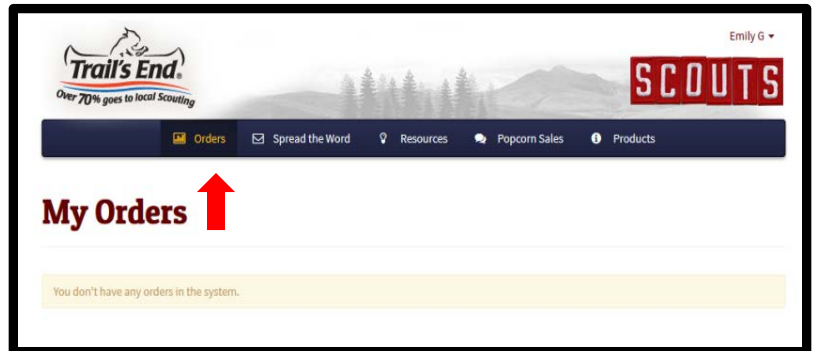 Emily G
Trail's End®
Over 70% goes to local Scouting
SCOUTS
Orders Spread the Word Resources Popcorn Sales Products
My Orders
You don't have any orders in the system.